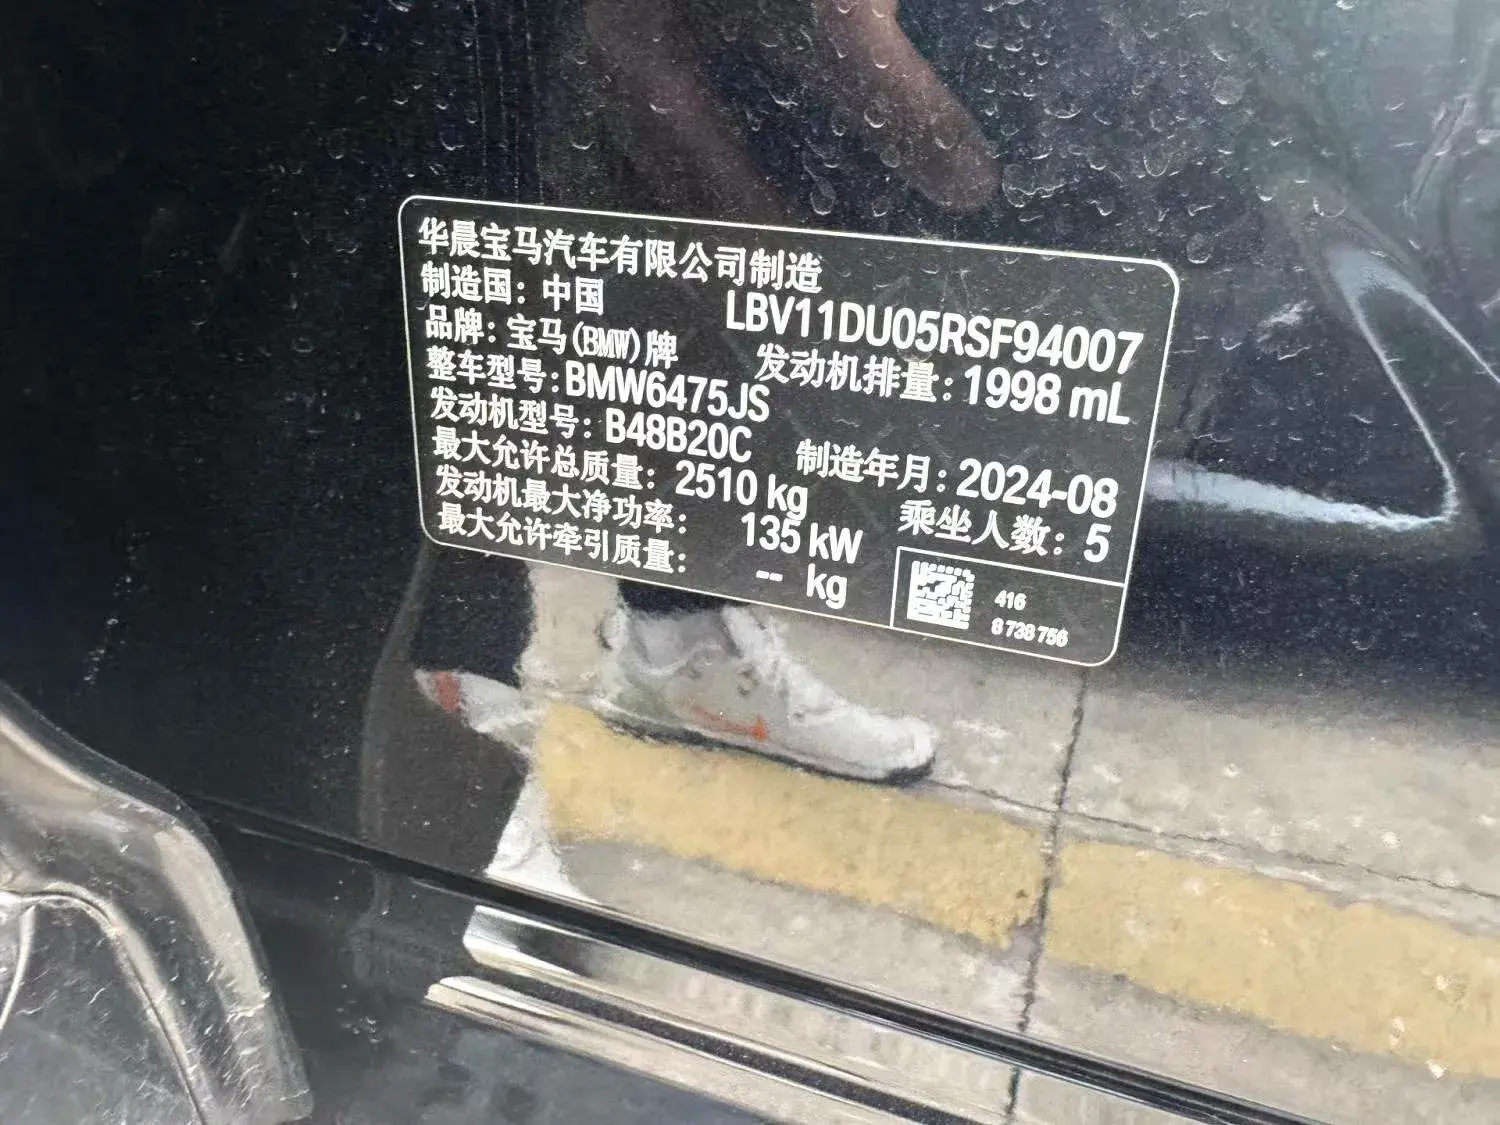 华晨宝马汽车有限公司制造
制造国：中国 LBV11DU05RSF94007
品牌：宝马(BMW)牌 发动机排量：1998 mL
整车型号：BMW6475JS
发动机型号：B48B20C 制造年月：2024-08
最大允许总质量：2510 kg 乘坐人数：5
发动机最大净功率：135 kW
最大允许牵引质量：-- kg
416
8 738 756